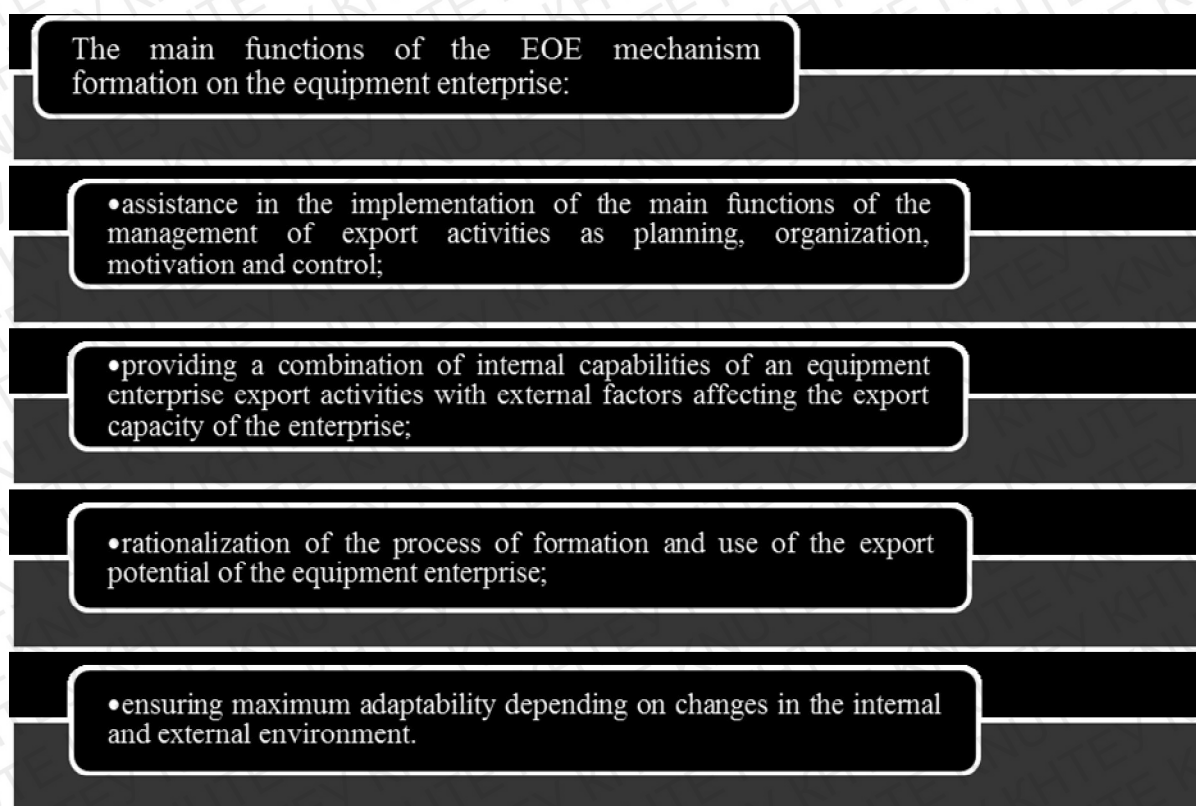 The main functions of the EOE mechanism
formation on the equipment enterprise:
•assistance in the implementation of the main functions of the
management of export activities as planning, organization,
motivation and control;
•providing a combination of internal capabilities of an equipment
enterprise export activities with external factors affecting the export
capacity of the enterprise;
•rationalization of the process of formation and use of the export
potential of the equipment enterprise;
•ensuring maximum adaptability depending on changes in the internal
and external environment.